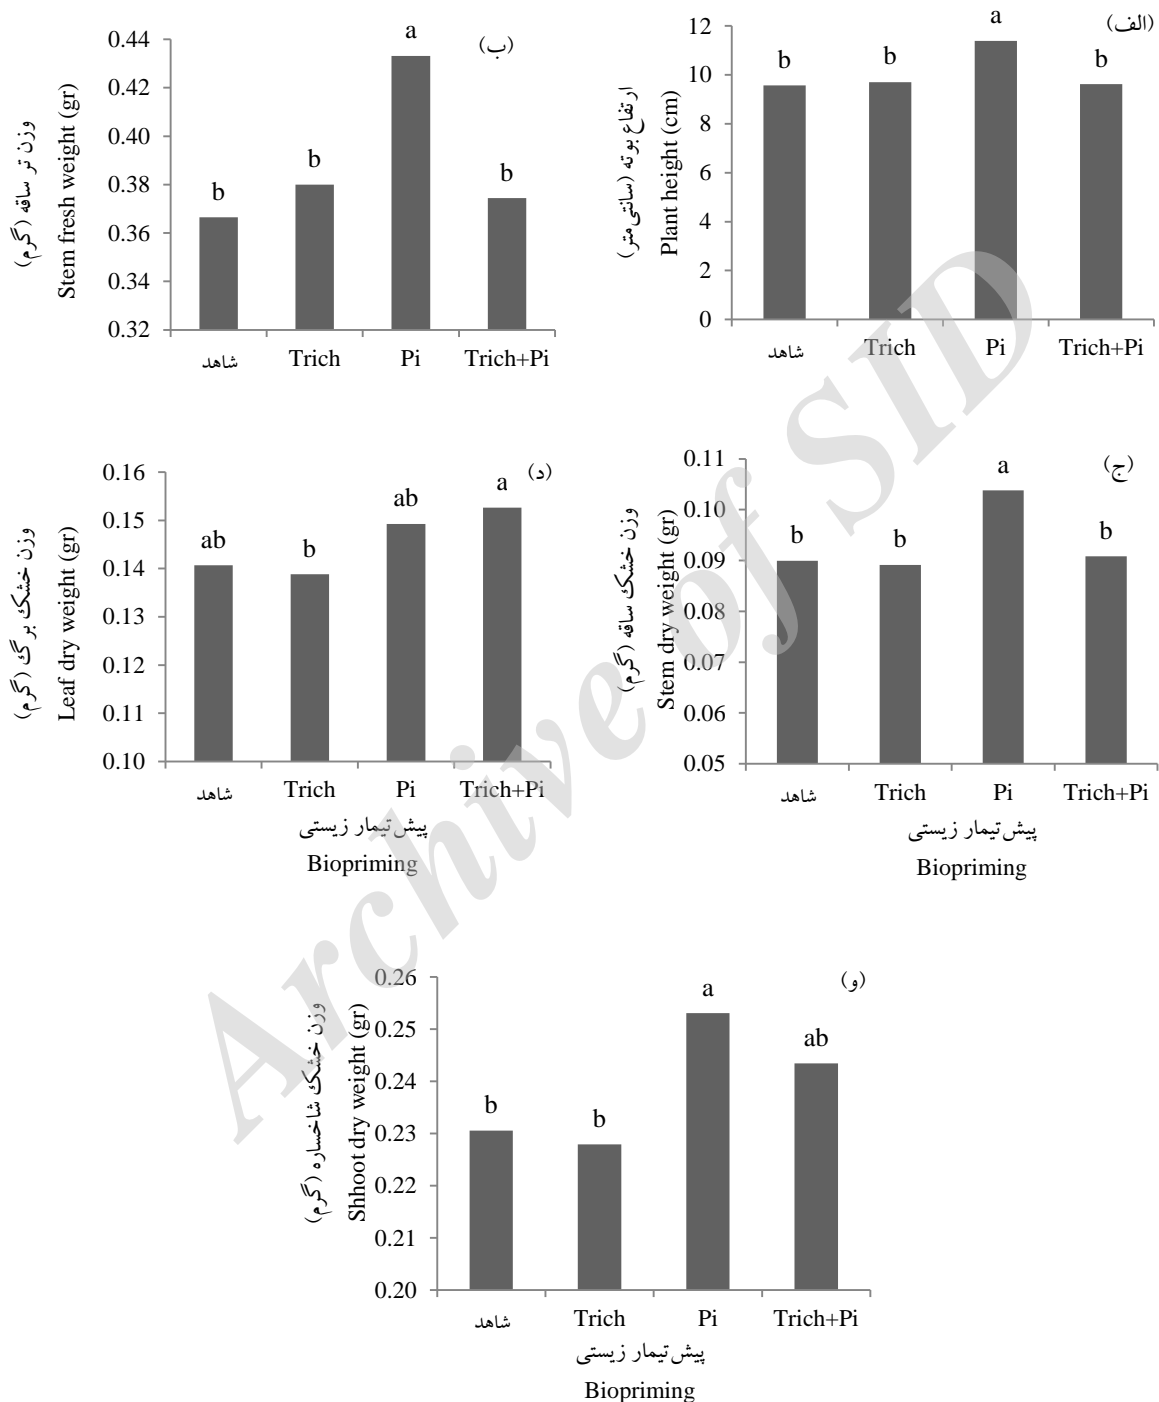 (الف)
ارتفاع بوته (سانتی‌متر)
Plant height (cm)
12
10
8
6
4
2
0
b
b
a
b
شاهد
Trich
Pi
Trich+Pi
(ب)
وزن تر ساقه (گرم)
Stem fresh weight (gr)
0.44
0.42
0.40
0.38
0.36
0.34
0.32
b
b
a
b
شاهد
Trich
Pi
Trich+Pi
(ج)
وزن خشک ساقه (گرم)
Stem dry weight (gr)
0.11
0.10
0.09
0.08
0.07
0.06
0.05
b
b
a
b
شاهد
Trich
Pi
Trich+Pi
پیش‌تیمار زیستی
Biopriming
(د)
وزن خشک برگ (گرم)
Leaf dry weight (gr)
0.16
0.15
0.14
0.13
0.12
0.11
0.10
ab
b
ab
a
شاهد
Trich
Pi
Trich+Pi
پیش‌تیمار زیستی
Biopriming
(و)
وزن خشک شاخساره (گرم)
Shhoot dry weight (gr)
0.26
0.25
0.24
0.23
0.22
0.21
0.20
b
b
a
ab
شاهد
Trich
Pi
Trich+Pi
پیش‌تیمار زیستی
Biopriming
Archive of SID